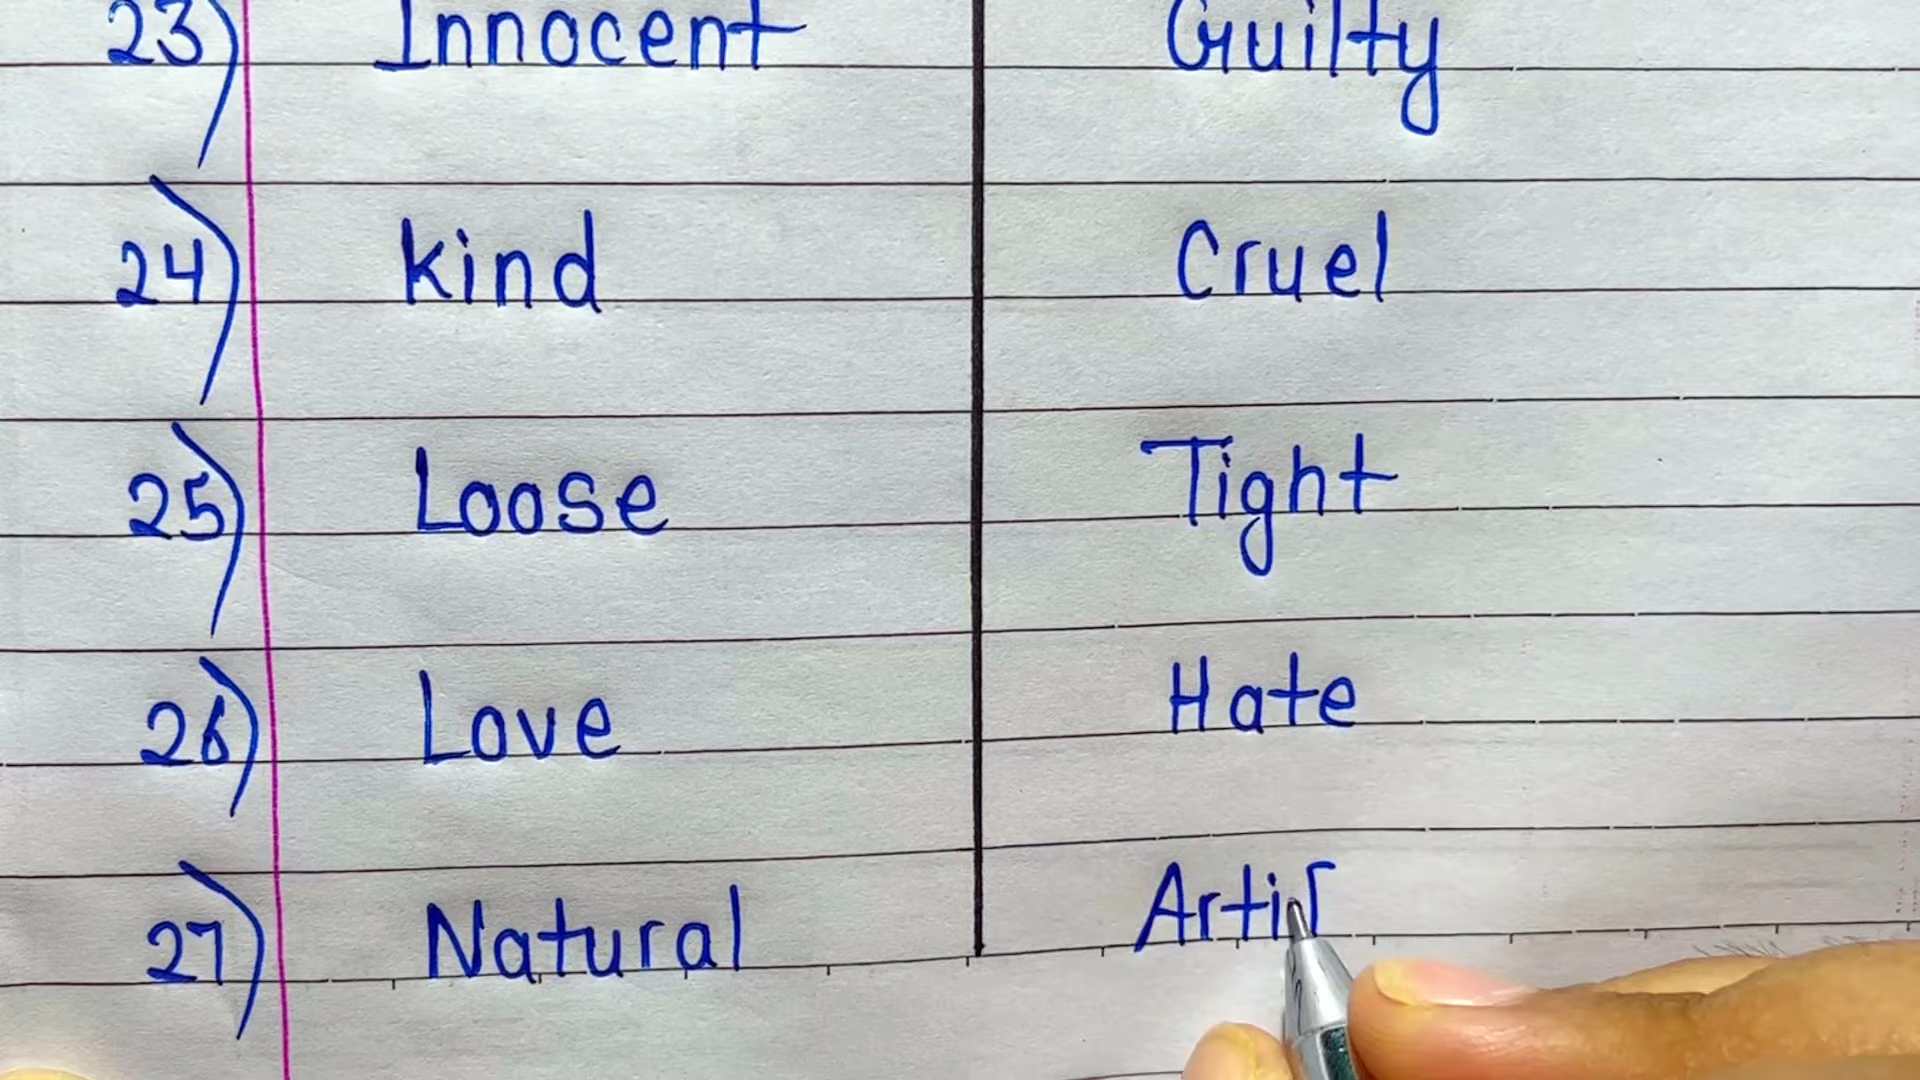 23) Innocent Guilty
24) Kind Cruel
25) Loose Tight
26) Love Hate
27) Natural Artif